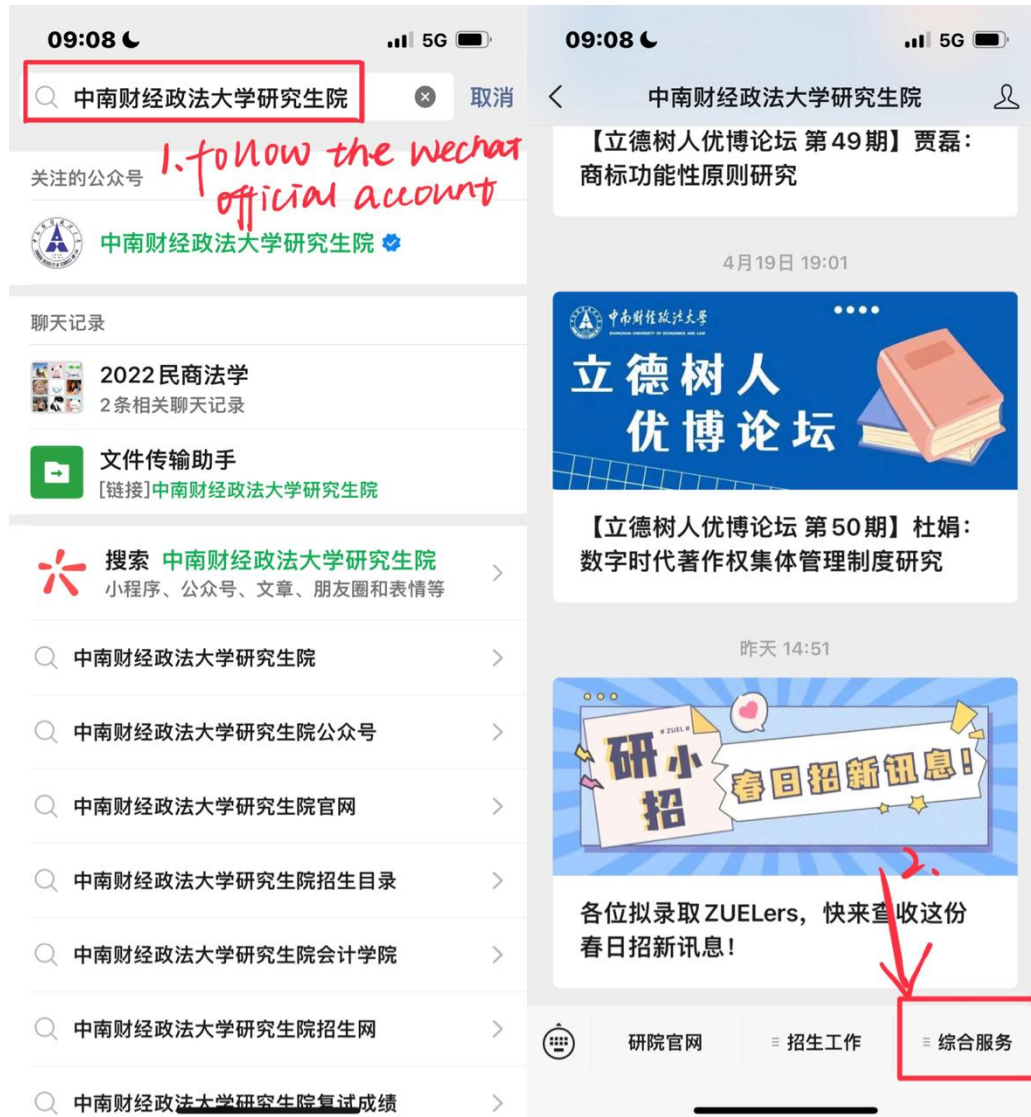 09:08
5G
中南财经政法大学研究生院
取消
1. follow the wechat
official account
关注的公众号
中南财经政法大学研究生院
聊天记录
2022民商法学
2条相关聊天记录
文件传输助手
[链接]中南财经政法大学研究生院
搜索 中南财经政法大学研究生院
小程序、公众号、文章、朋友圈和表情等
中南财经政法大学研究生院
中南财经政法大学研究生院公众号
中南财经政法大学研究生院官网
中南财经政法大学研究生院招生目录
中南财经政法大学研究生院会计学院
中南财经政法大学研究生院招生网
中南财经政法大学研究生院复试成绩
09:08
5G
中南财经政法大学研究生院
【立德树人优博论坛 第49期】贾磊：
商标功能性原则研究
4月19日 19:01
中南财经政法大学
ZHONGNAN UNIVERSITY OF ECONOMICS AND LAW
立德树人
优博论坛
【立德树人优博论坛 第50期】杜娟：
数字时代著作权集体管理制度研究
昨天 14:51
# ZUEL #
研小招
春日招新讯息！
2.
各位拟录取ZUELers，快来查收这份
春日招新讯息！
研院官网
招生工作
综合服务